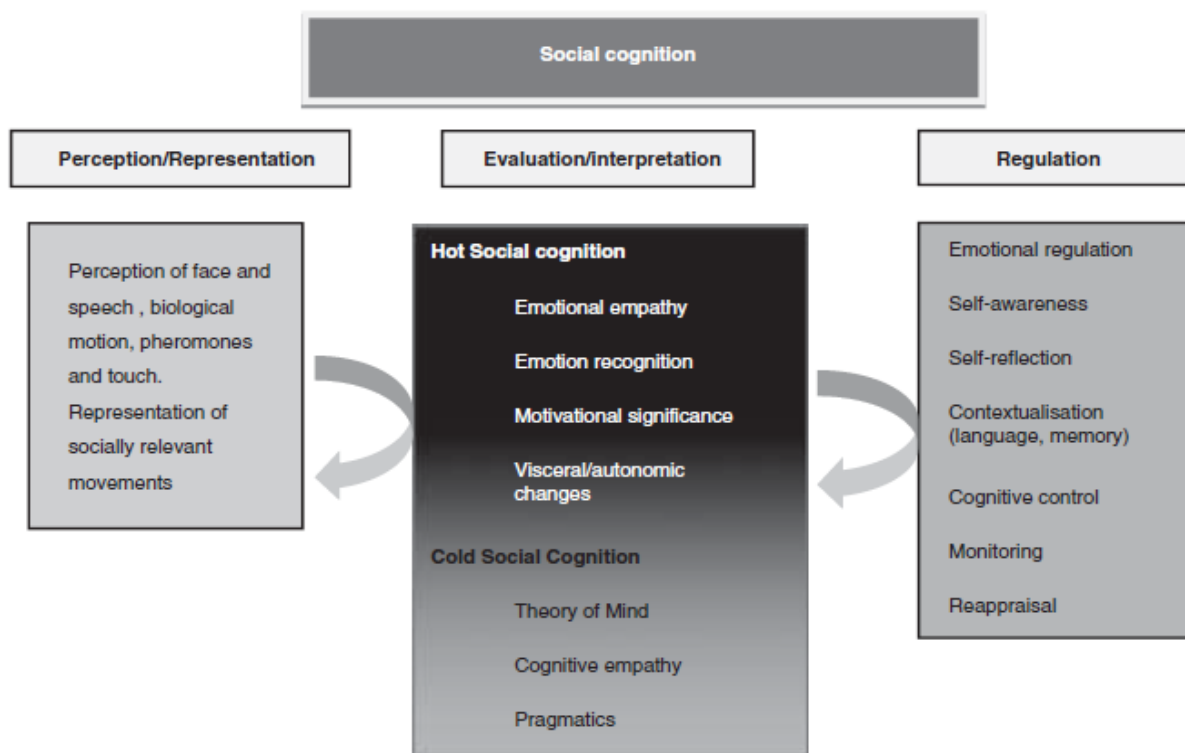 Social cognition
Perception/Representation
Evaluation/interpretation
Regulation
Perception of face and
speech , biological
motion, pheromones
and touch.
Representation of
socially relevant
movements
Hot Social cognition
Emotional empathy
Emotion recognition
Motivational significance
Visceral/autonomic
changes
Cold Social Cognition
Theory of Mind
Cognitive empathy
Pragmatics
Emotional regulation
Self-awareness
Self-reflection
Contextualisation
(language, memory)
Cognitive control
Monitoring
Reappraisal